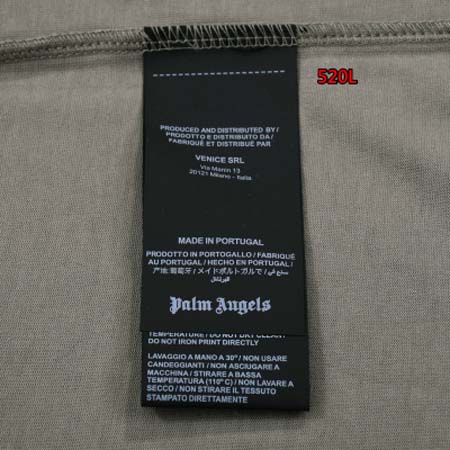 520L
PRODUCED AND DISTRIBUTED BY /
PRODOTTO E DISTRIBUITO DA /
FABRIQUÉ ET DISTRIBUÉ PAR
VENICE SRL
Via Manin 13
20121 Milano - Italia
MADE IN PORTUGAL
PRODOTTO IN PORTOGALLO / FABRIQUÉ
AU PORTUGAL / HECHO EN PORTUGAL /
产地:葡萄牙 / メイドポルトガルで /
Palm Angels
TEMPERATURE / DO NOT DRY CLEAN /
DO NOT IRON PRINT DIRECTLY
LAVAGGIO A MANO A 30° / NON USARE
CANDEGGIANTI / NON ASCIUGARE A
MACCHINA / STIRARE A BASSA
TEMPERATURA (110° C) / NON LAVARE A
SECCO / NON STIRARE IL TESSUTO
STAMPATO DIRETTAMENTE